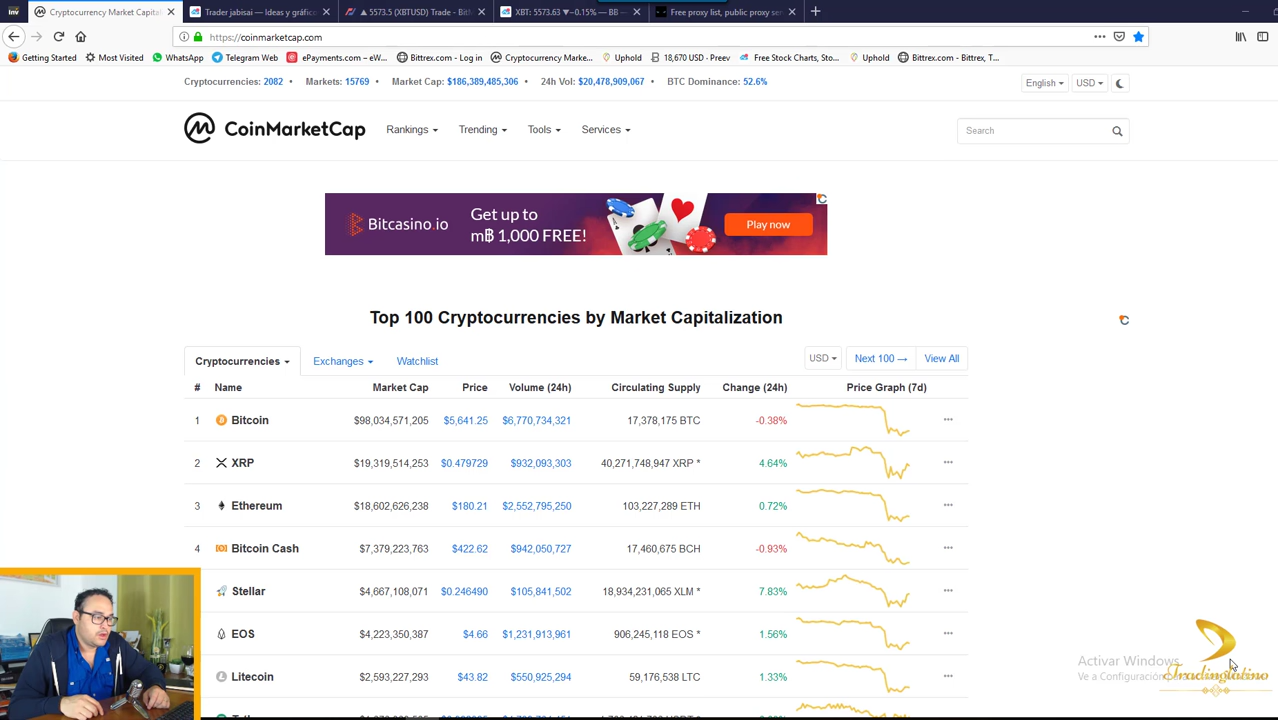 Cryptocurrency Market Capital
Trader jabisai — Ideas y gráfica
▲ 5573.5 (XBTUSD) Trade - Bit
XBT: 5573.63 ▼−0.15% — BB —
Free proxy list, public proxy ser
https://coinmarketcap.com
Getting Started
Most Visited
WhatsApp
Telegram Web
ePayments.com – eW...
Bittrex.com - Log in
Cryptocurrency Marke...
Uphold
18,670 USD - Preev
Free Stock Charts, Sto...
Uphold
Bittrex.com - Bittrex, T...
Cryptocurrencies: 2082 • Markets: 15769 • Market Cap: $186,389,485,306 • 24h Vol: $20,478,909,067 • BTC Dominance: 52.6%
English
USD
CoinMarketCap
Rankings
Trending
Tools
Services
Search
Bitcasino.io
Get up to
mɃ 1,000 FREE!
Play now
Top 100 Cryptocurrencies by Market Capitalization
Cryptocurrencies
Exchanges
Watchlist
USD
Next 100 →
View All
# Name Market Cap Price Volume (24h) Circulating Supply Change (24h) Price Graph (7d)
1 Bitcoin $98,034,571,205 $5,641.25 $6,770,734,321 17,378,175 BTC -0.38%
2 XRP $19,319,514,253 $0.479729 $932,093,303 40,271,748,947 XRP * 4.64%
3 Ethereum $18,602,626,238 $180.21 $2,552,795,250 103,227,289 ETH 0.72%
4 Bitcoin Cash $7,379,223,763 $422.62 $942,050,727 17,460,675 BCH -0.93%
Stellar $4,667,108,071 $0.246490 $105,841,502 18,934,231,065 XLM * 7.83%
EOS $4,223,350,387 $4.66 $1,231,913,961 906,245,118 EOS * 1.56%
Litecoin $2,593,227,293 $43.82 $550,925,294 59,176,538 LTC 1.33%
Activar Windows
Ve a Configuración
Tradinglatino